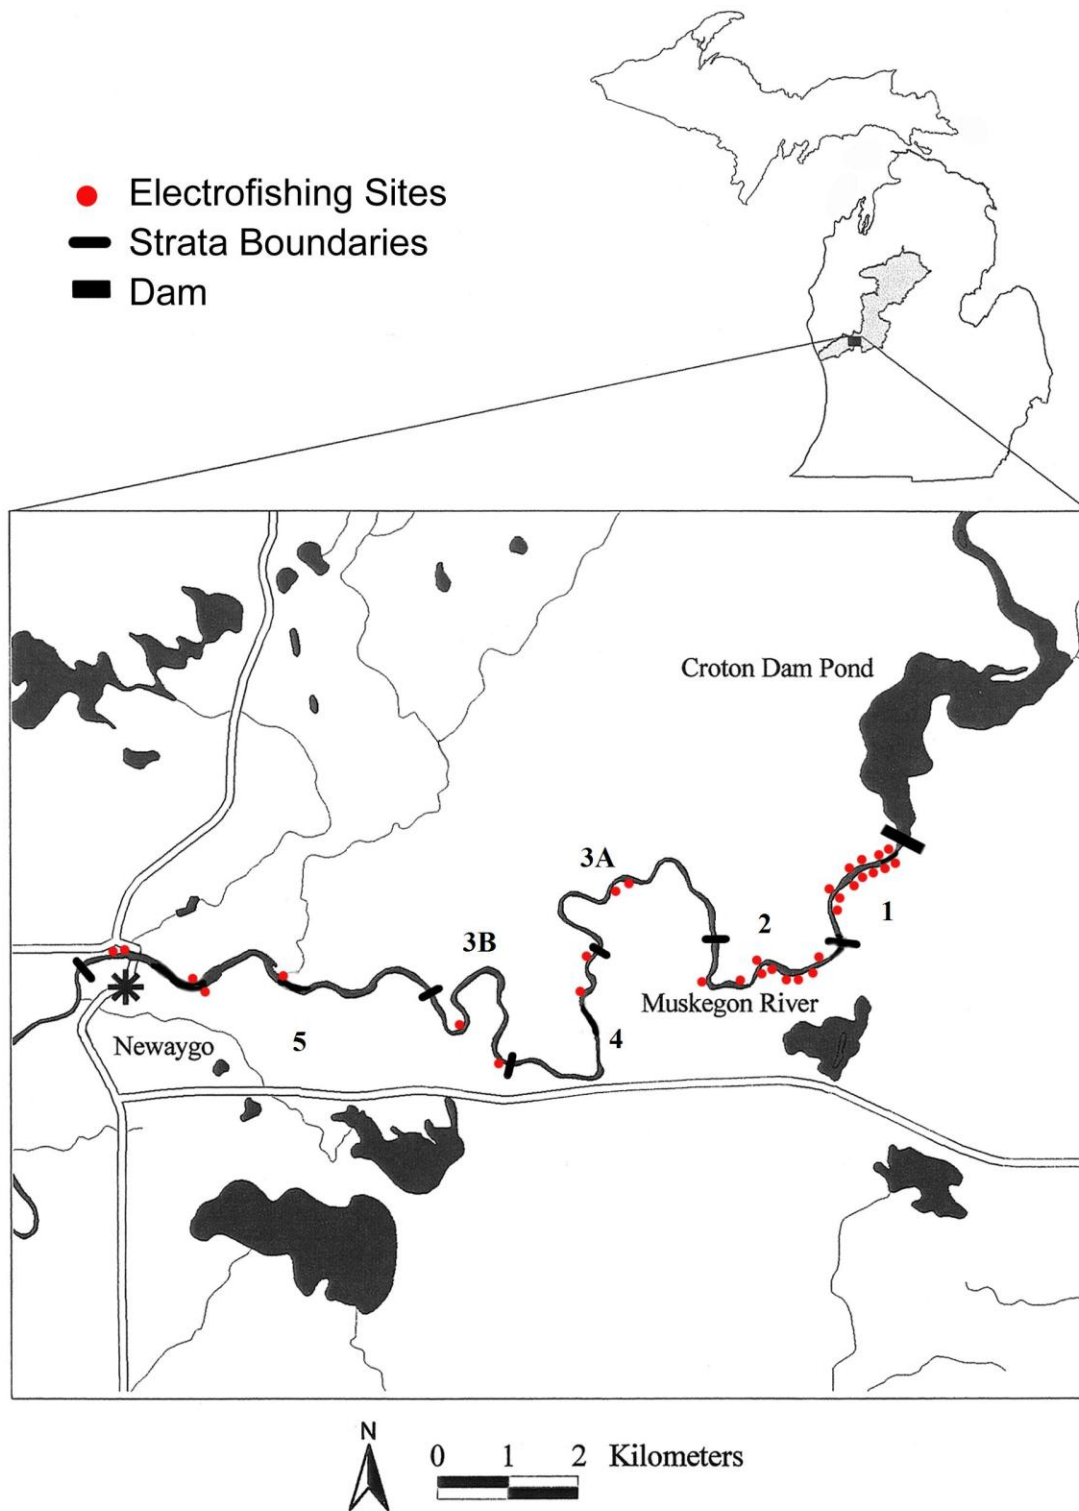 Electrofishing Sites
Strata Boundaries
Dam
Croton Dam Pond
3A
1
2
3B
Muskegon River
4
5
Newaygo
N
0 1 2 Kilometers